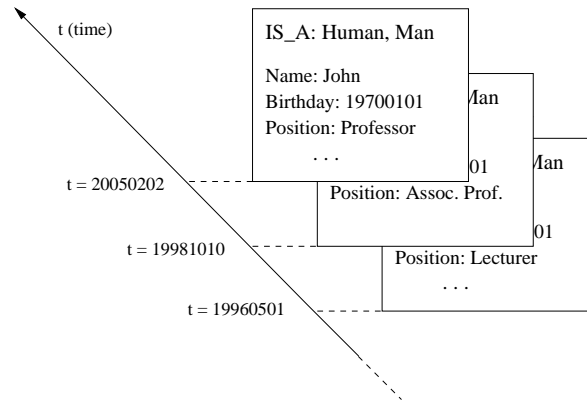 t (time)
IS_A: Human, Man
Name: John
Birthday: 19700101
Position: Professor
. . .
Man
01
Position: Assoc. Prof.
Man
01
Position: Lecturer
. . .
t = 20050202
t = 19981010
t = 19960501